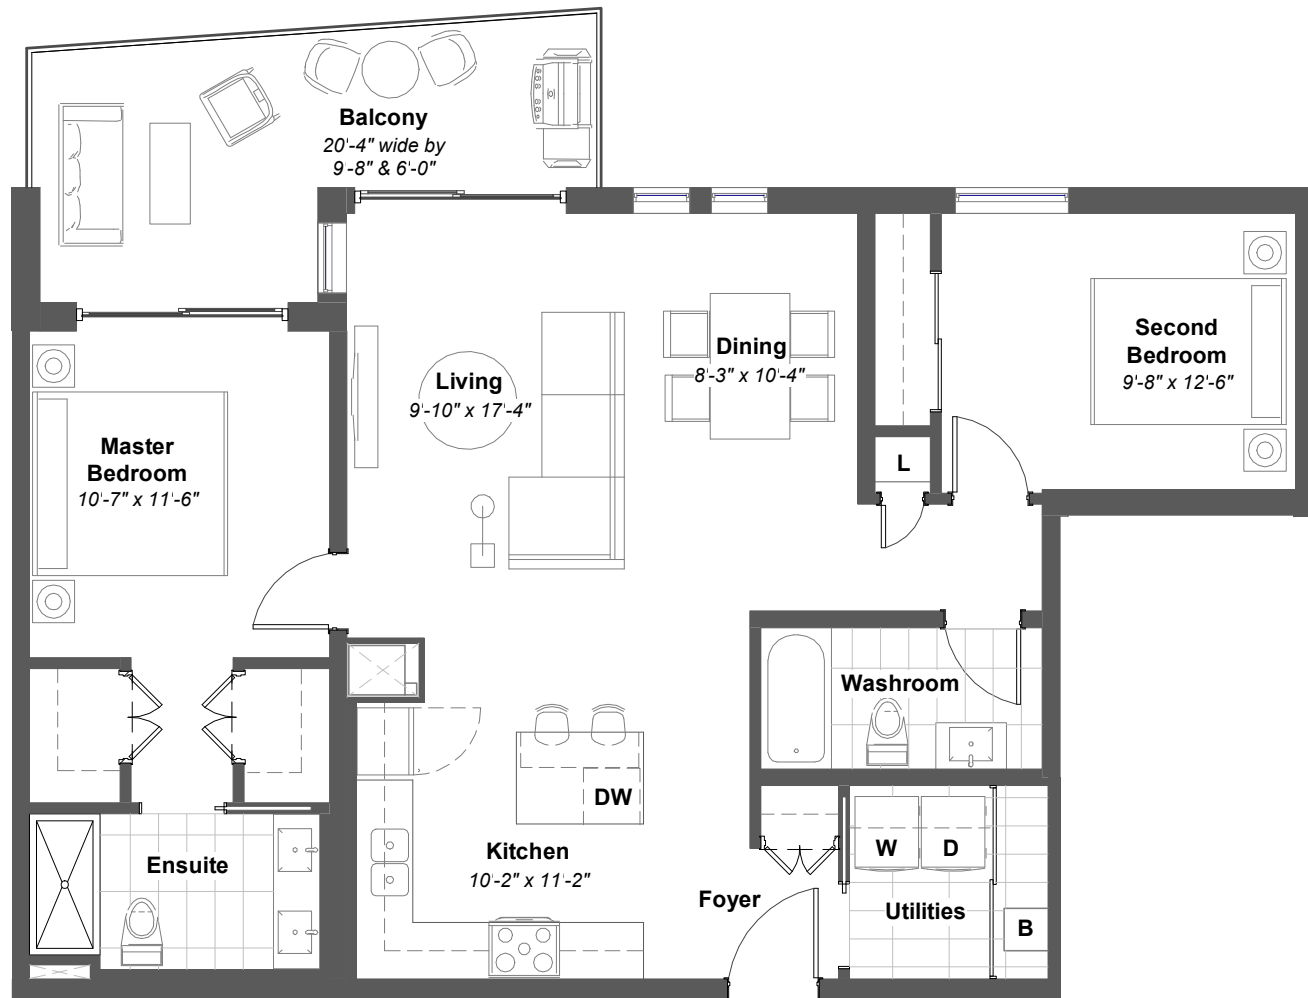 Balcony
20'-4" wide by
9'-8" & 6'-0"
Second
Bedroom
9'-8" x 12'-6"
Dining
8'-3" x 10'-4"
Living
9'-10" x 17'-4"
Master
Bedroom
10'-7" x 11'-6"
L
Washroom
DW
Kitchen
10'-2" x 11'-2"
W
D
Ensuite
Foyer
Utilities
B